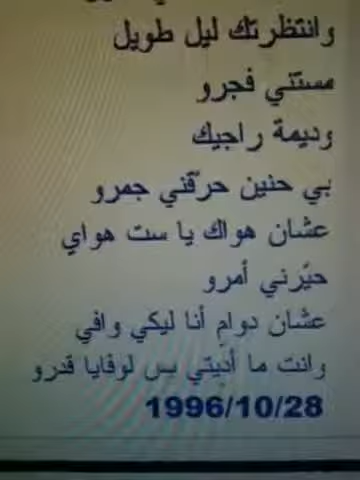 وانتظرتك ليل طويل
مستني فجرو
وديمة راجيك
بي حنين حرّقني جمرو
عشان هواك يا ست هواي
حيّرني أمرو
عشان دوام أنا ليكي وافي
وانت ما أديتي بس لوفايا قدرو
1996/10/28